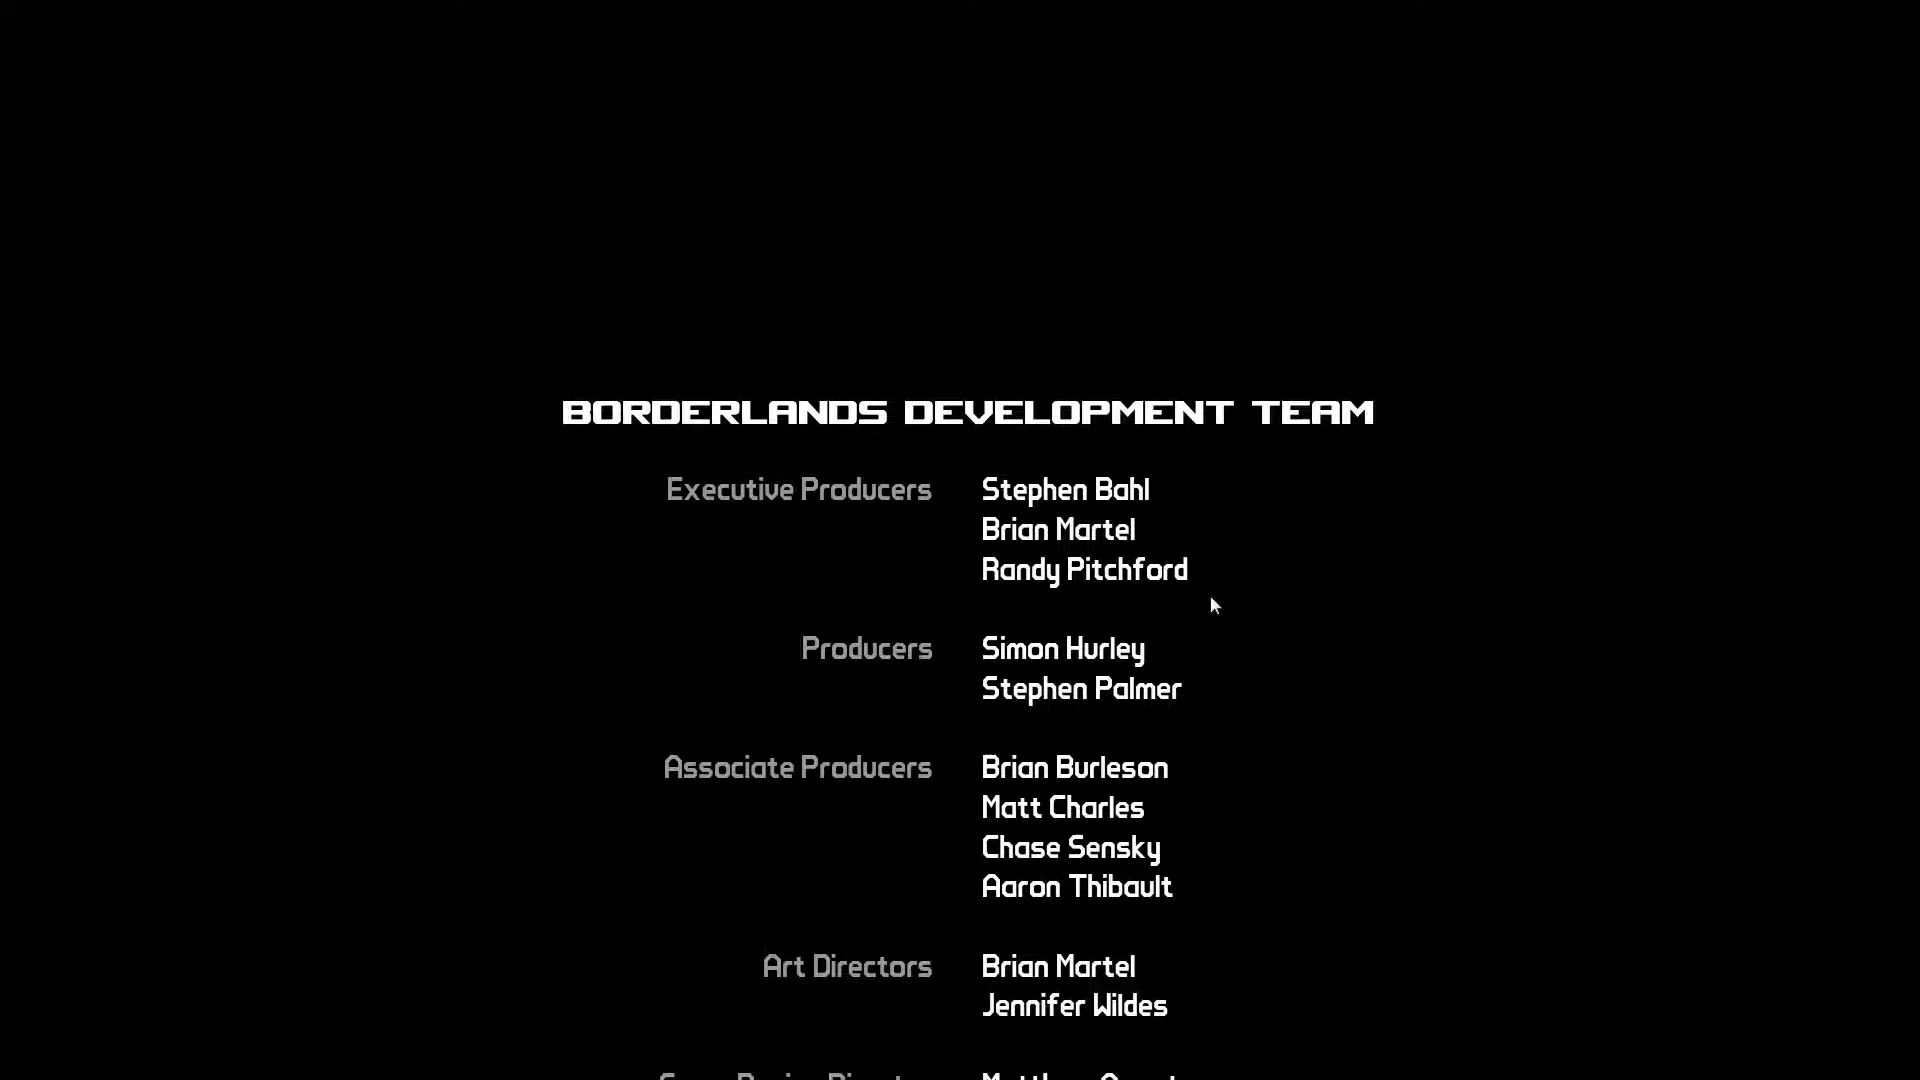 BORDERLANDS DEVELOPMENT TEAM
Executive Producers Stephen Bahl
Brian Martel
Randy Pitchford
Producers Simon Hurley
Stephen Palmer
Associate Producers Brian Burleson
Matt Charles
Chase Sensky
Aaron Thibault
Art Directors Brian Martel
Jennifer Wildes